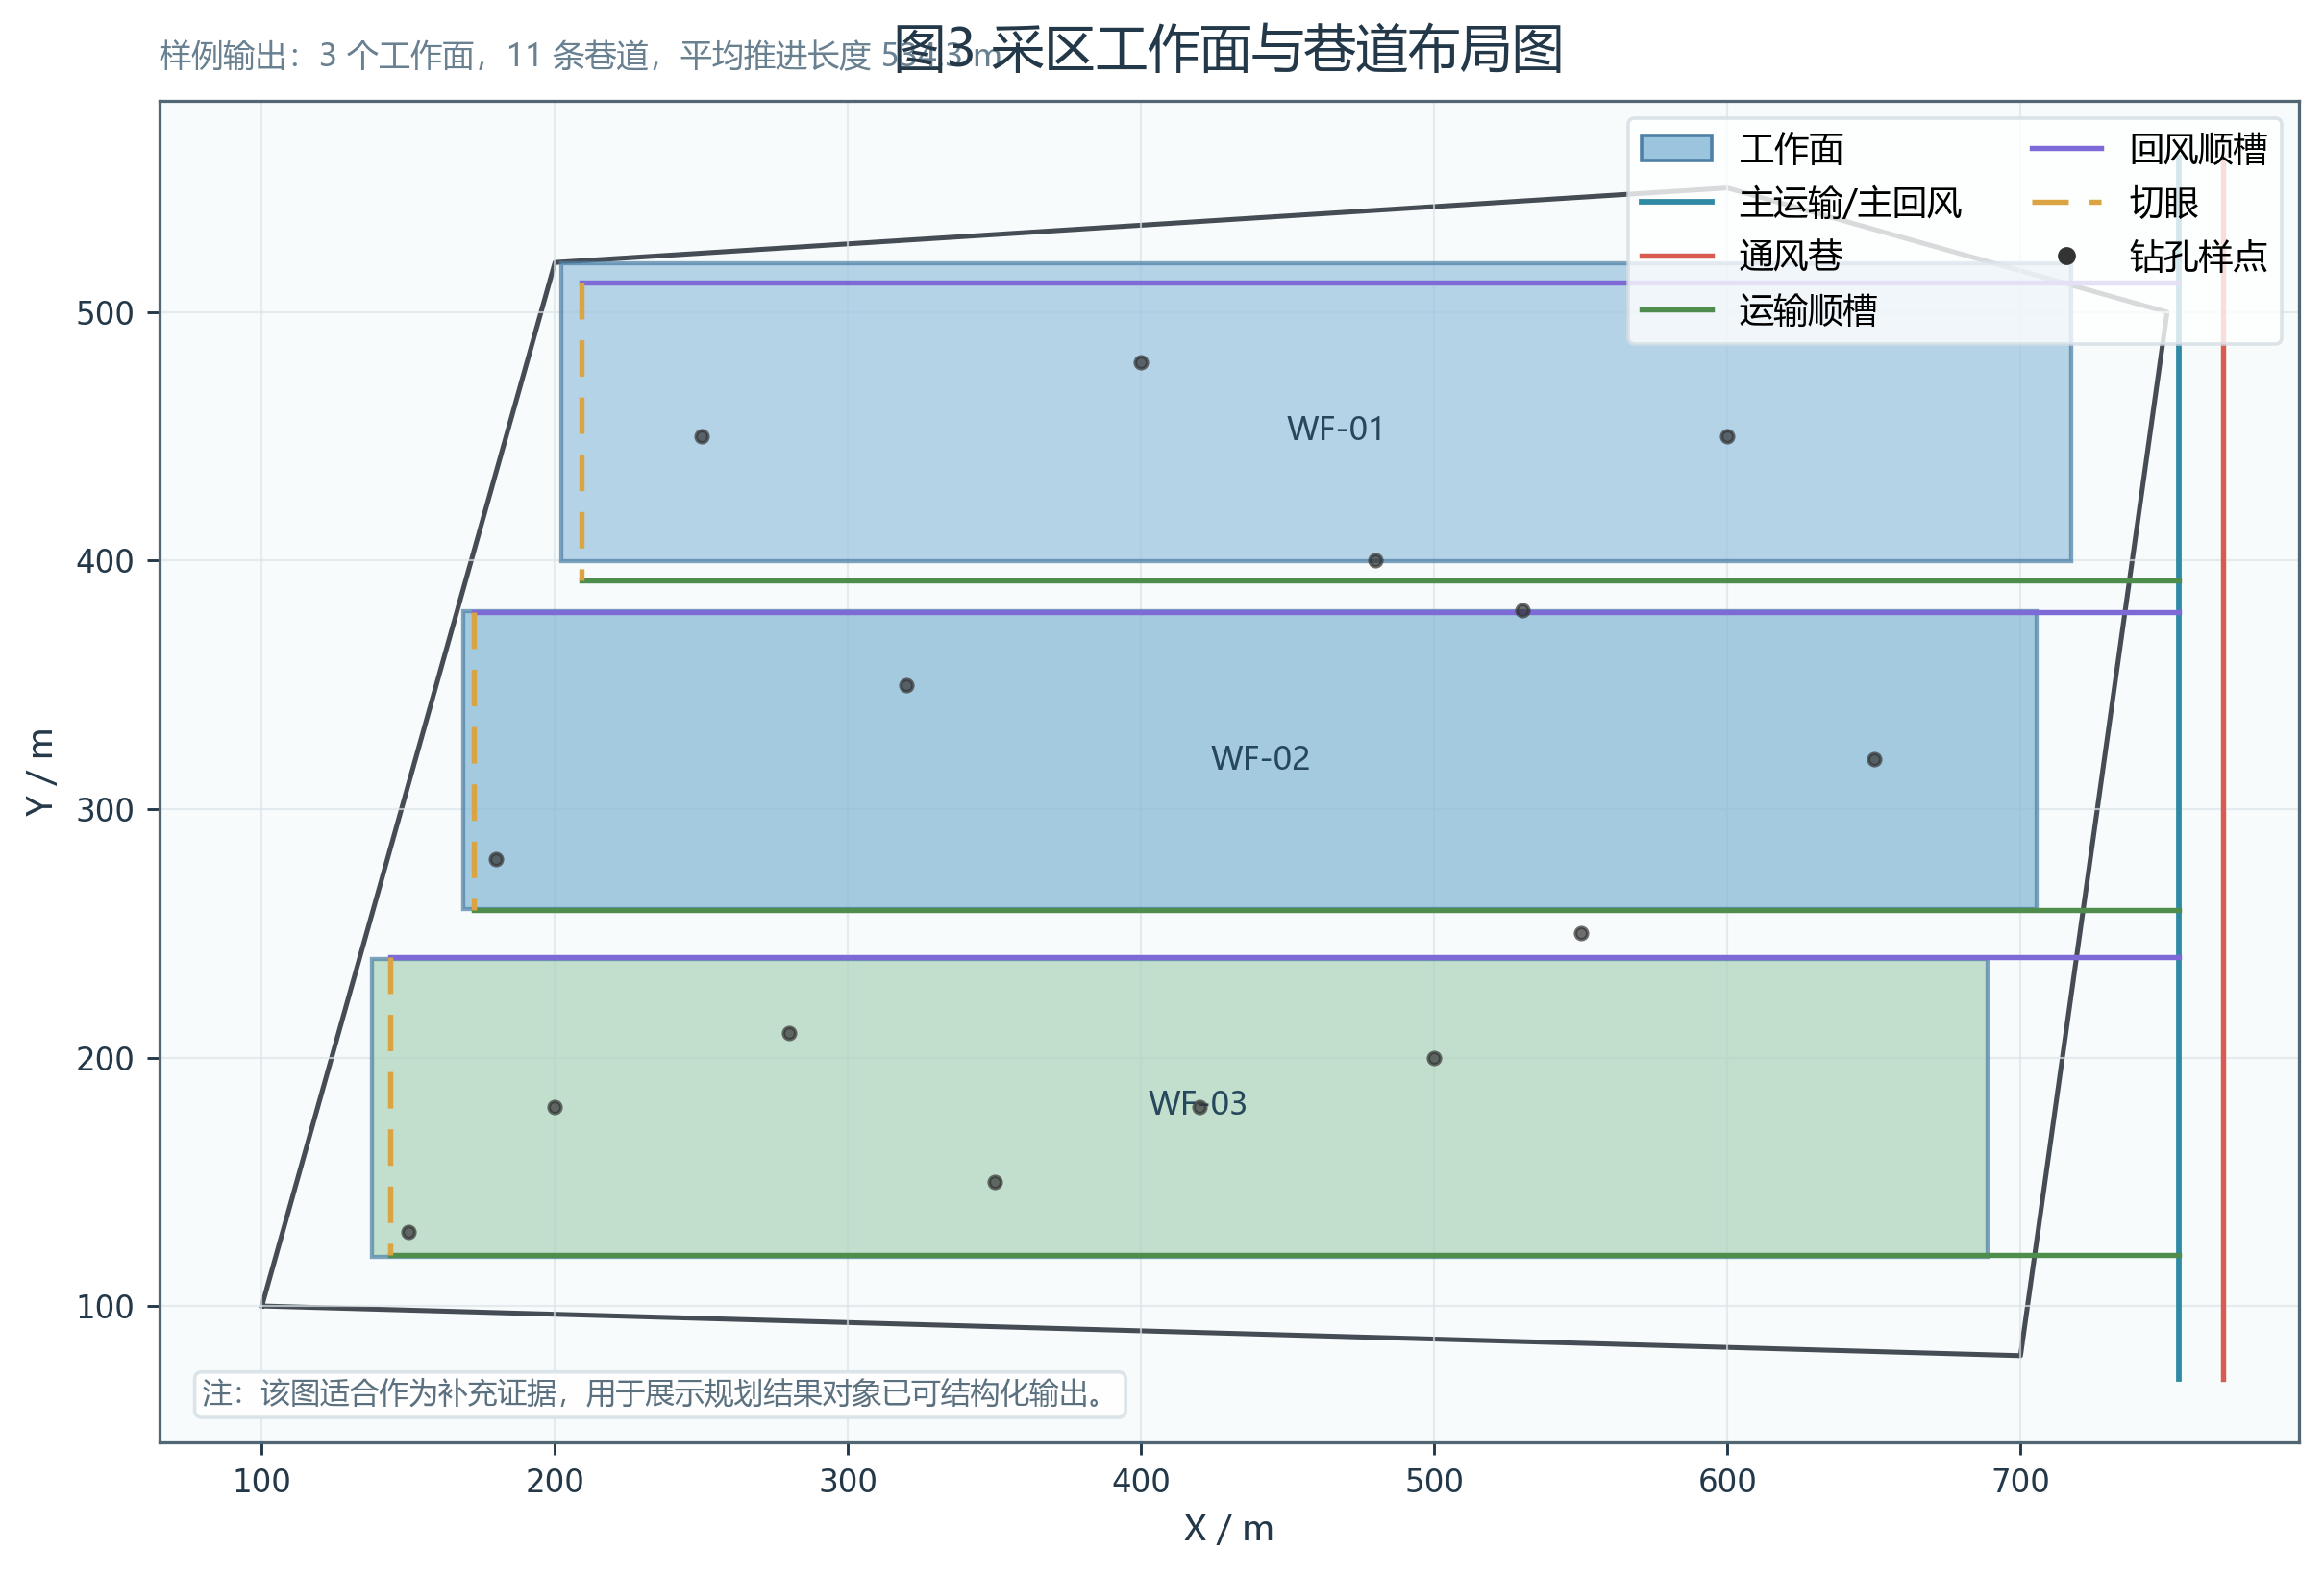 图3 采区工作面与巷道布局图
样例输出：3 个工作面，11 条巷道，平均推进长度 534.3 m
工作面
主运输/主回风
通风巷
运输顺槽
回风顺槽
切眼
钻孔样点
500
400
300
200
100
Y / m
WF-01
WF-02
WF-03
注：该图适合作为补充证据，用于展示规划结果对象已可结构化输出。
100 200 300 400 500 600 700
X / m